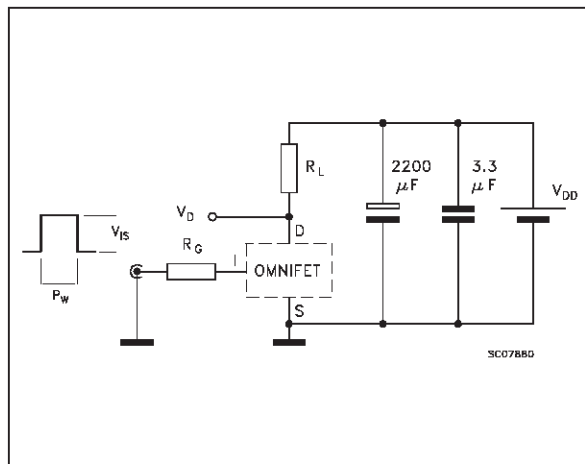 R_L
2200
μF
3.3
μF
V_DD
V_D
D
V_IS
R_G
I
OMNIFET
P_W
S
SC07880